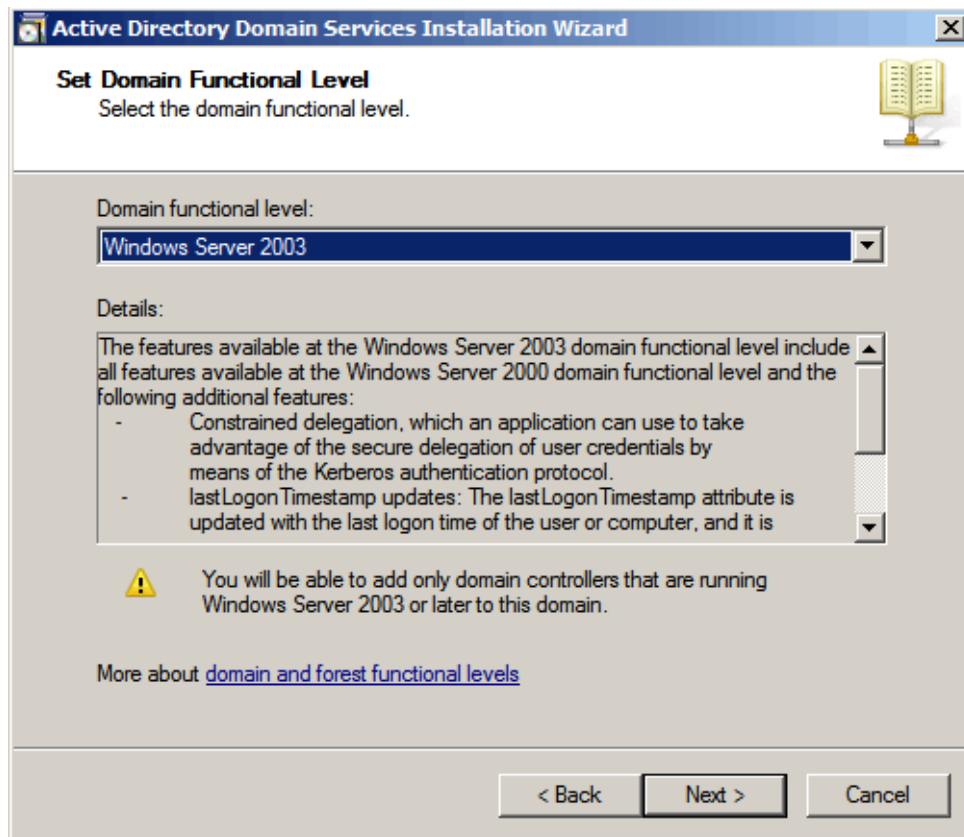 Active Directory Domain Services Installation Wizard
Set Domain Functional Level
Select the domain functional level.
Domain functional level:
Windows Server 2003
Details:
The features available at the Windows Server 2003 domain functional level include
all features available at the Windows Server 2000 domain functional level and the
following additional features:
- Constrained delegation, which an application can use to take
advantage of the secure delegation of user credentials by
means of the Kerberos authentication protocol.
- lastLogonTimestamp updates: The lastLogonTimestamp attribute is
updated with the last logon time of the user or computer, and it is
You will be able to add only domain controllers that are running
Windows Server 2003 or later to this domain.
More about domain and forest functional levels
< Back Next > Cancel